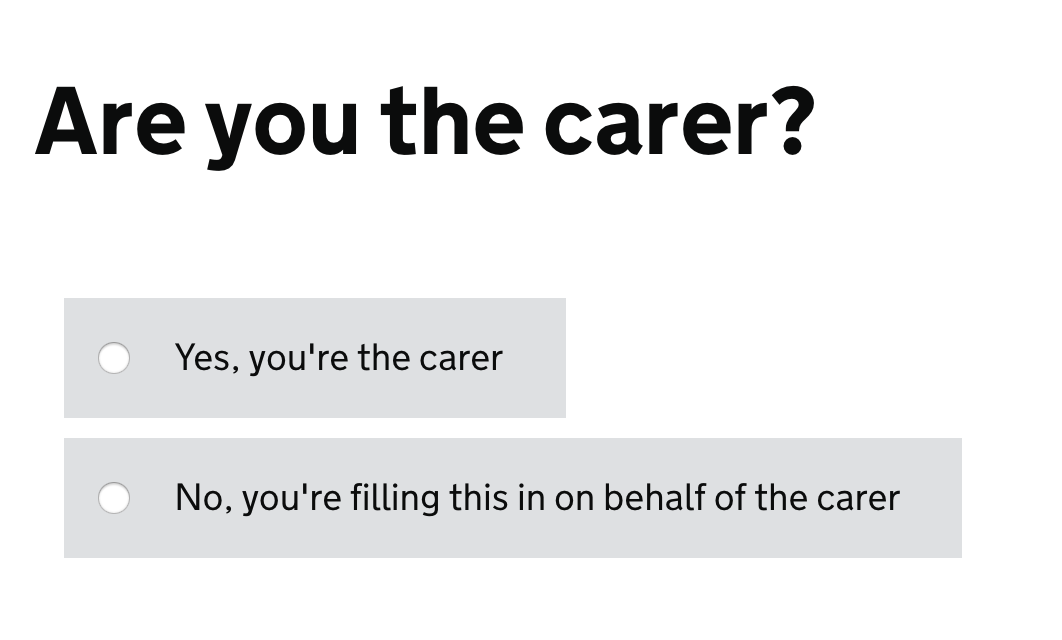 Are you the carer?
Yes, you're the carer
No, you're filling this in on behalf of the carer